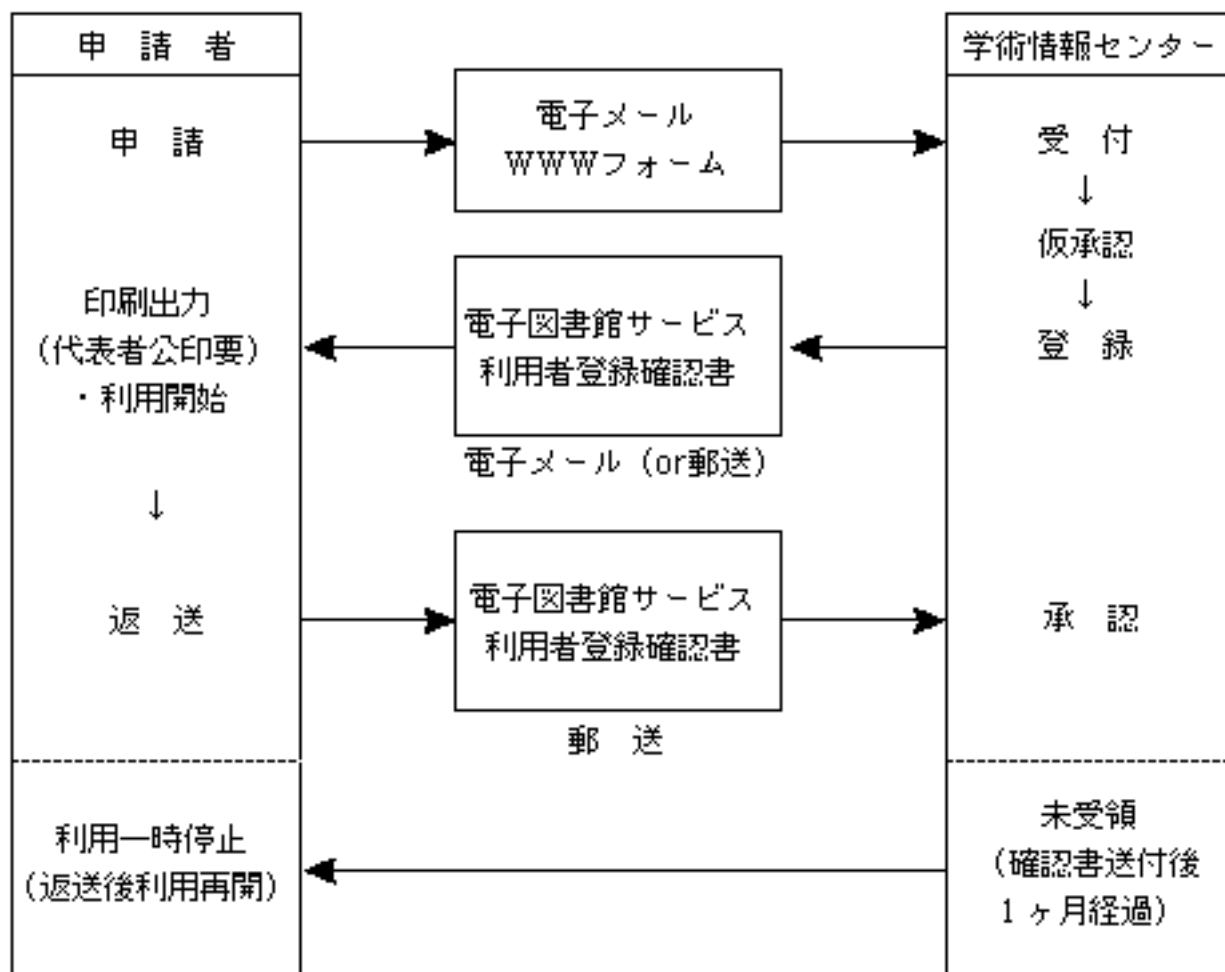 申請者
学術情報センター
申請
電子メール
WWWフォーム
受付
↓
仮承認
↓
登録
印刷出力
(代表者公印要)
・利用開始
電子図書館サービス
利用者登録確認書
電子メール (or郵送)
↓
返送
電子図書館サービス
利用者登録確認書
郵送
承認
利用一時停止
(返送後利用再開)
未受領
(確認書送付後
1ヶ月経過)